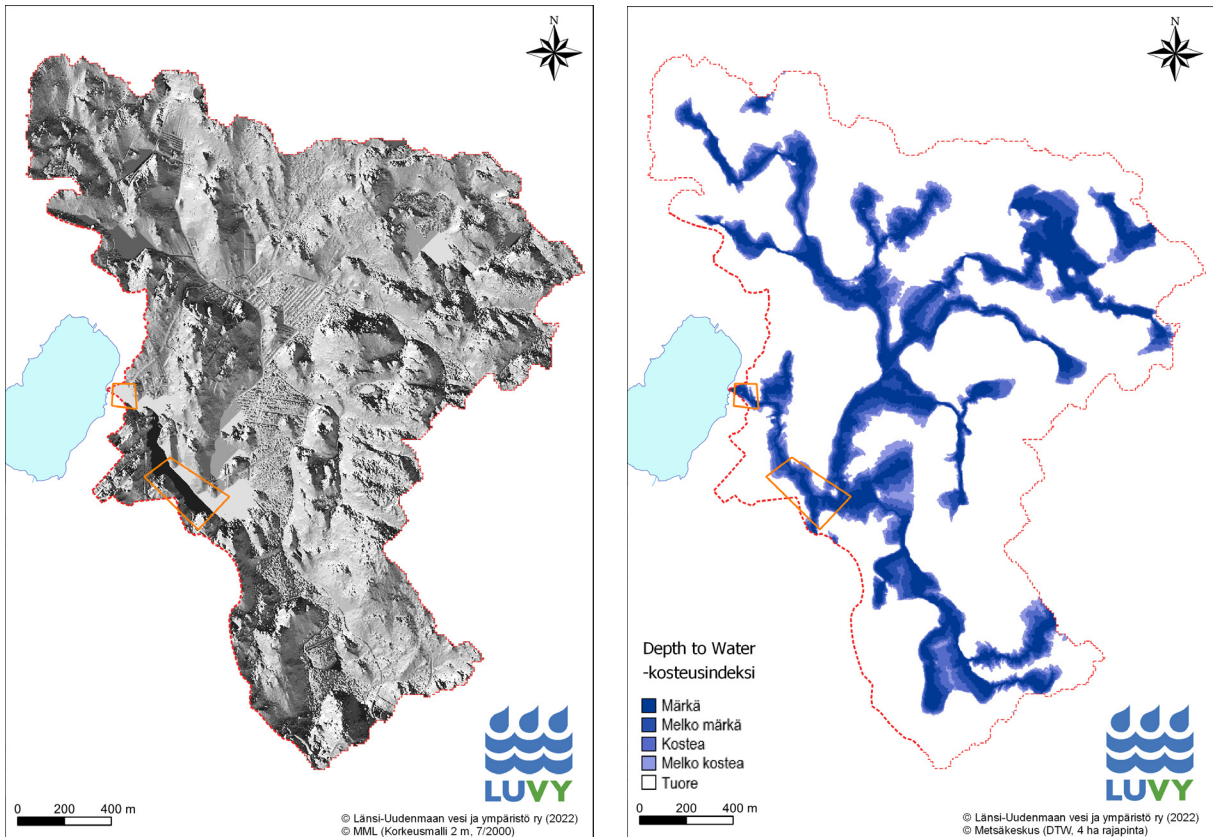 N
0 200 400 m
LUVY
© Länsi-Uudenmaan vesi ja ympäristö ry (2022)
© MML (Korkeusmalli 2 m, 7/2000)
N
Depth to Water
-kosteusindeksi
Märkä
Melko märkä
Kostea
Melko kostea
Tuore
0 200 400 m
LUVY
© Länsi-Uudenmaan vesi ja ympäristö ry (2022)
© Metsäkeskus (DTW, 4 ha rajapinta)